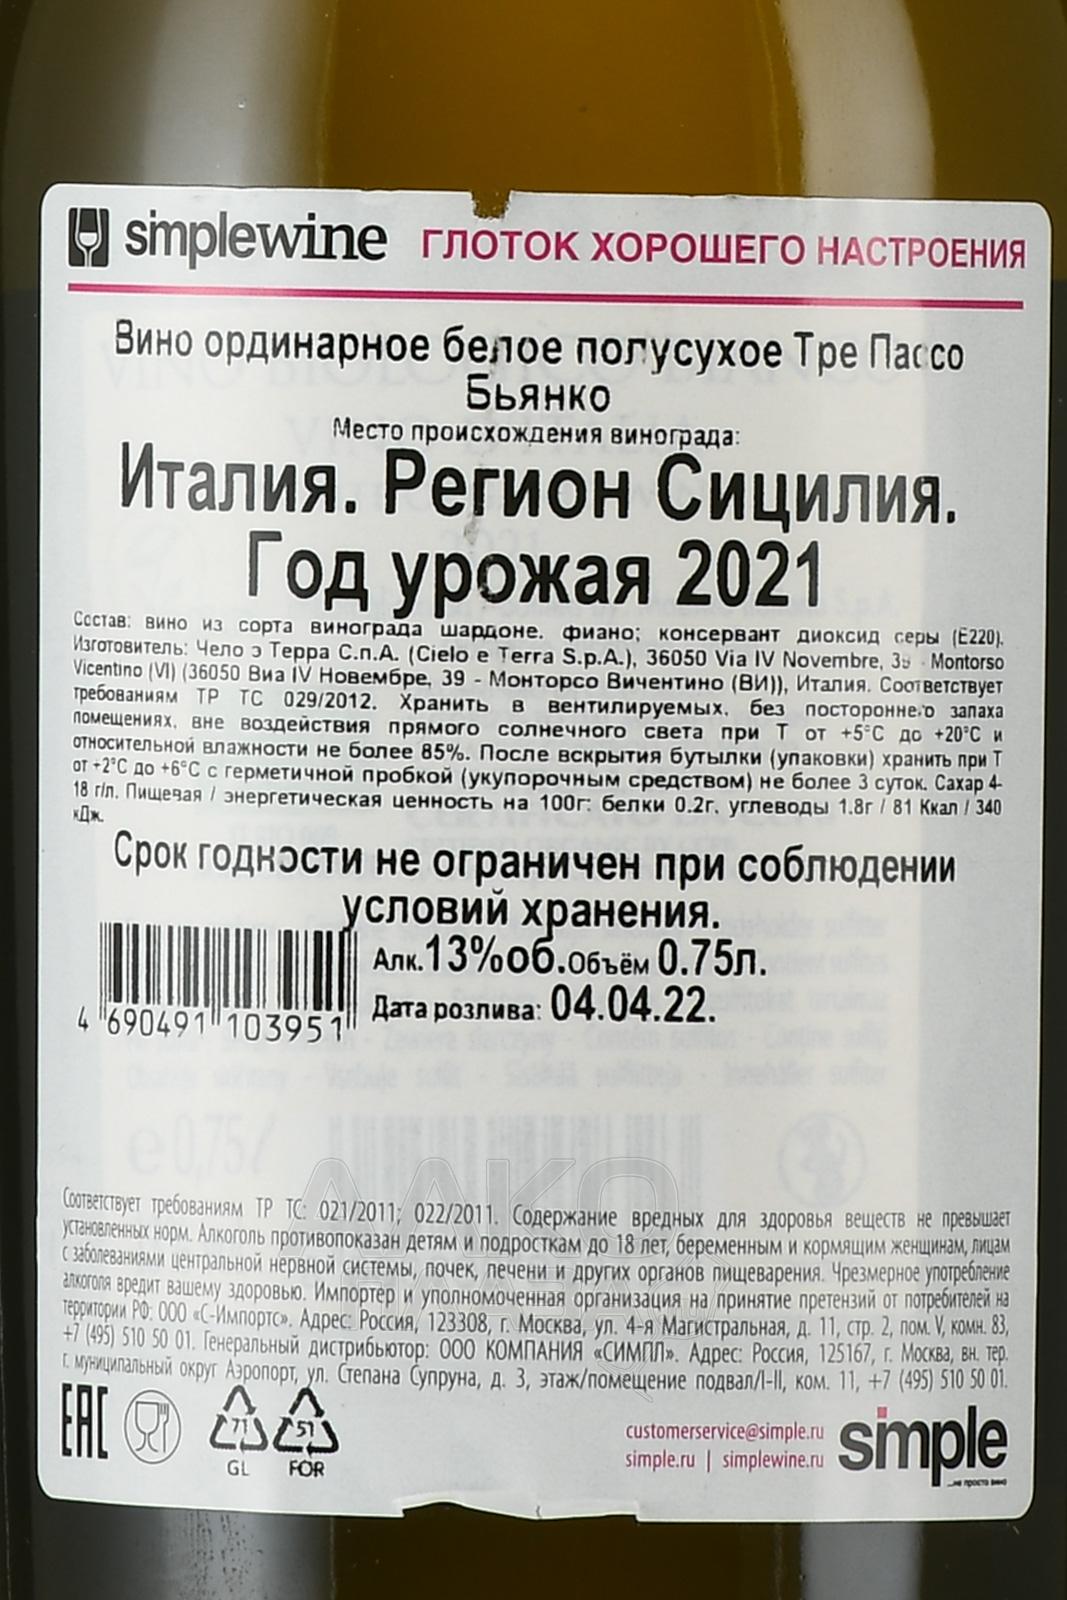 simplewine ГЛОТОК ХОРОШЕГО НАСТРОЕНИЯ
Вино ординарное белое полусухое Тре Пассо
Бьянко
Место происхождения винограда:
Италия. Регион Сицилия.
Год урожая 2021
Состав: вино из сорта винограда шардоне. фиано; консервант диоксид серы (Е220).
Изготовитель: Чело э Терра С.п.А. (Cielo e Terra S.p.A.), 36050 Via IV Novembre, 39 - Montorso
Vicentino (VI) (36050 Виа IV Новембре, 39 - Монторсо Вичентино (ВИ)), Италия. Соответствует
требованиям ТР ТС 029/2012. Хранить в вентилируемых, без постороннего запаха
помещениях, вне воздействия прямого солнечного света при Т от +5°С до +20°С и
относительной влажности не более 85%. После вскрытия бутылки (упаковки) хранить при Т
от +2°С до +6°С с герметичной пробкой (укупорочным средством) не более 3 суток. Сахар 4-
18 г/л. Пищевая / энергетическая ценность на 100г: белки 0.2г, углеводы 1.8г / 81 Ккал / 340
кДж.
Срок годности не ограничен при соблюдении
условий хранения.
Алк.13%об.Объём 0.75л.
Дата розлива: 04.04.22.
4 690491 103951
e 0,75ℓ
ААКО
Соответствует требованиям ТР ТС: 021/2011; 022/2011. Содержание вредных для здоровья веществ не превышает
установленных норм. Алкоголь противопоказан детям и подросткам до 18 лет, беременным и кормящим женщинам, лицам
с заболеваниями центральной нервной системы, почек, печени и других органов пищеварения. Чрезмерное употребление
алкоголя вредит вашему здоровью. Импортер и уполномоченная организация на принятие претензий от потребителей на
территории РФ: ООО «С-Импортс». Адрес: Россия, 123308, г. Москва, ул. 4-я Магистральная, д. 11, стр. 2, пом. V, комн. 83,
+7 (495) 510 50 01. Генеральный дистрибьютор: ООО КОМПАНИЯ «СИМПЛ». Адрес: Россия, 125167, г. Москва, вн. тер.
г. муниципальный округ Аэропорт, ул. Степана Супруна, д. 3, этаж/помещение подвал/I-II, ком. 11, +7 (495) 510 50 01.
EAC
71
GL
51
FOR
customerservice@simple.ru
simple.ru | simplewine.ru
simple
...не просто вино